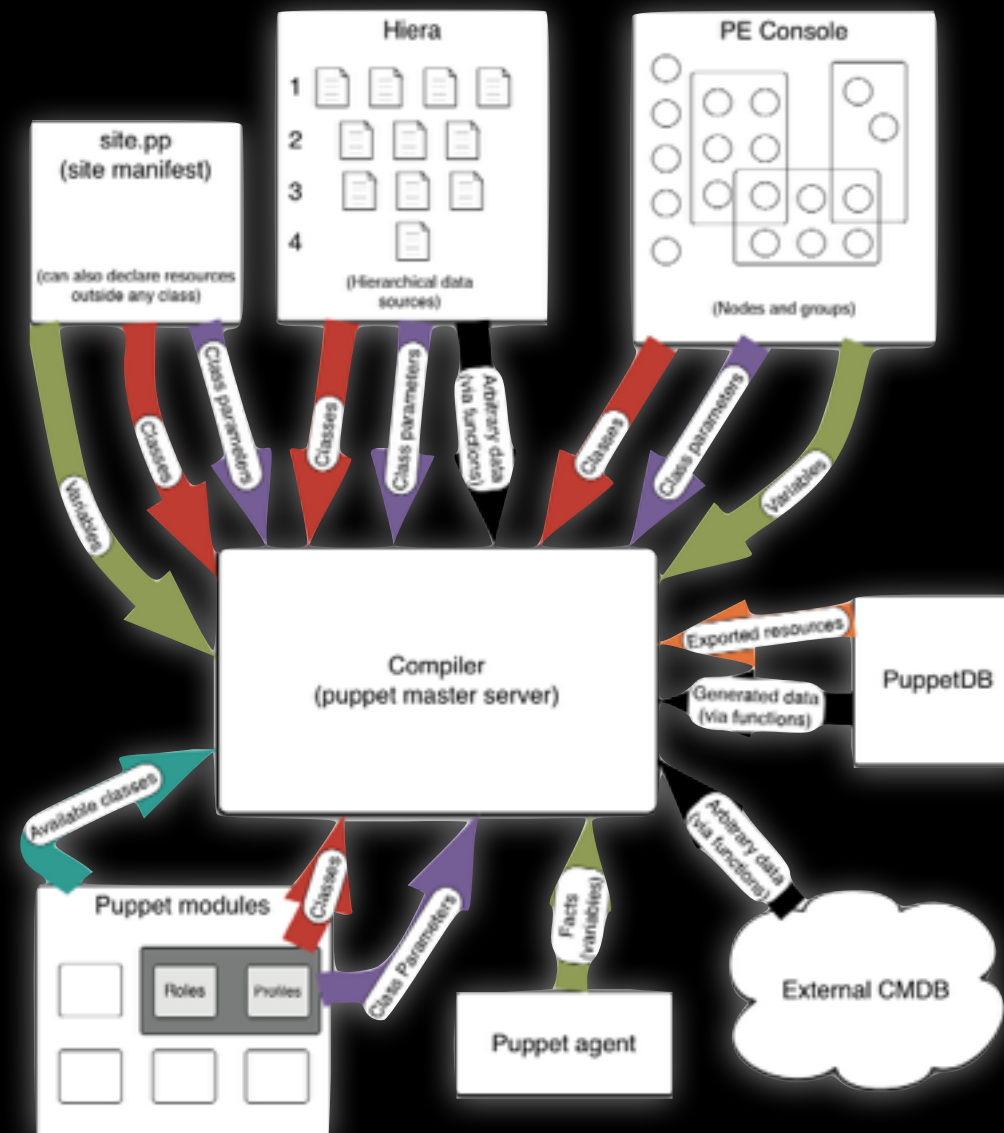 Hiera
1
2
3
4
(Hierarchical data
sources)
PE Console
(Nodes and groups)
site.pp
(site manifest)
(can also declare resources
outside any class)
Variables
Classes
Class parameters
Classes
Class parameters
Arbitrary data
(via functions)
Classes
Class parameters
Variables
Compiler
(puppet master server)
Exported resources
Generated data
(via functions)
PuppetDB
Available classes
Classes
Class Parameters
Facts
(variables)
Arbitrary data
(via functions)
Puppet modules
Roles
Profiles
Puppet agent
External CMDB